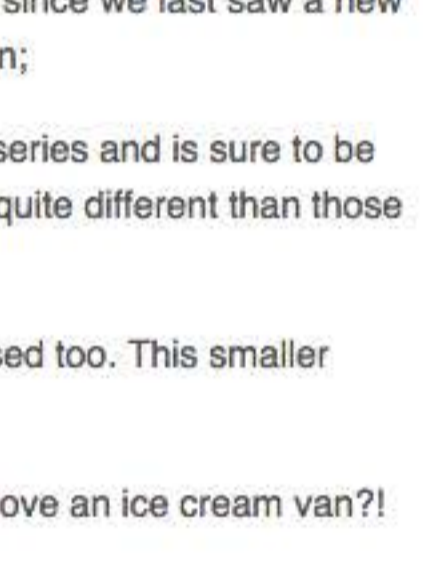 since we last saw a new
n;
series and is sure to be
quite different than those
sed too. This smaller
ove an ice cream van?!